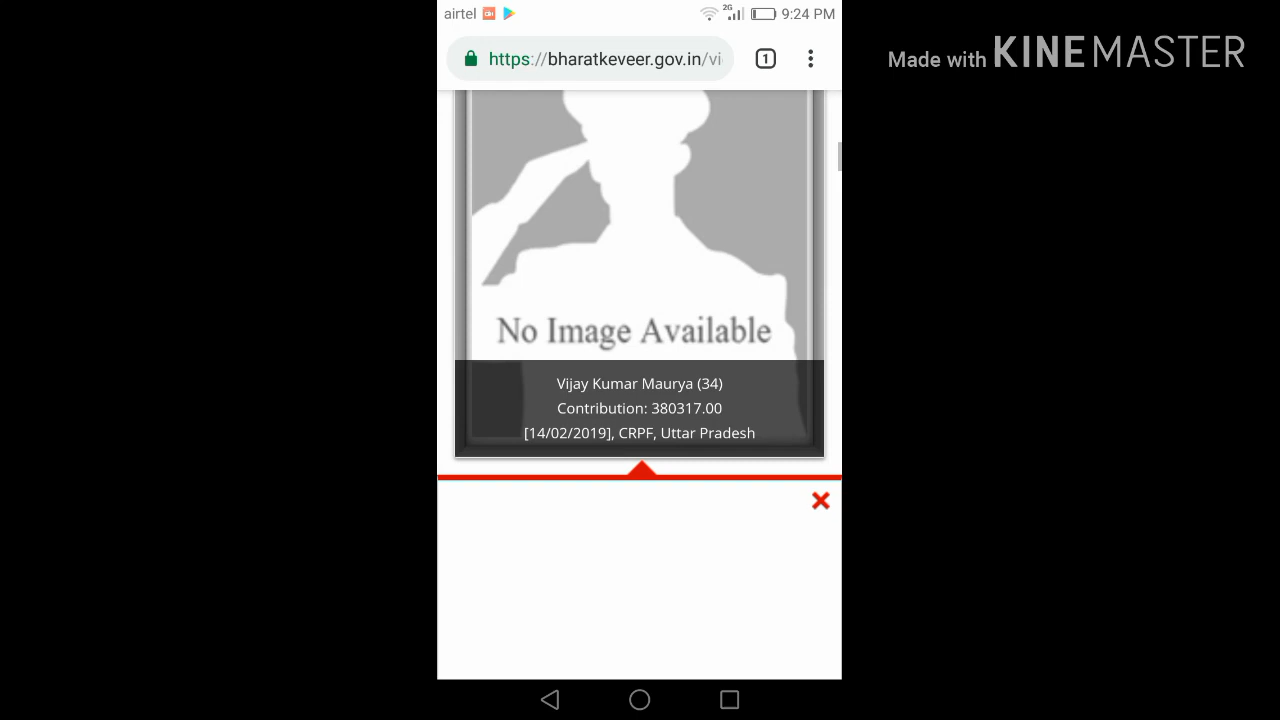 airtel
2G
9:24 PM
https://bharatkeveer.gov.in/vi
1
Made with KINEMASTER
No Image Available
Vijay Kumar Maurya (34)
Contribution: 380317.00
[14/02/2019], CRPF, Uttar Pradesh